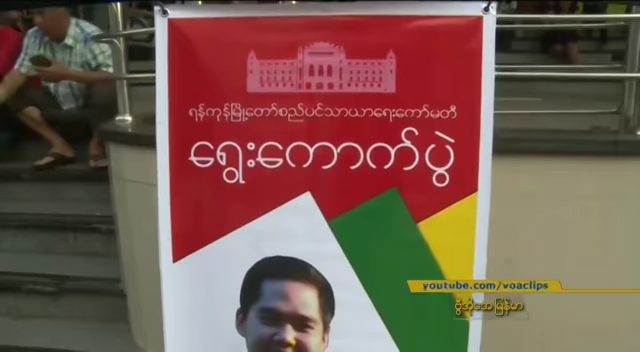 ရန်ကုန်မြို့တော်စည်ပင်သာယာရေးကော်မတီ
ရွေးကောက်ပွဲ
youtube.com/voaclips
ဗွီအိုအေ မြန်မာ